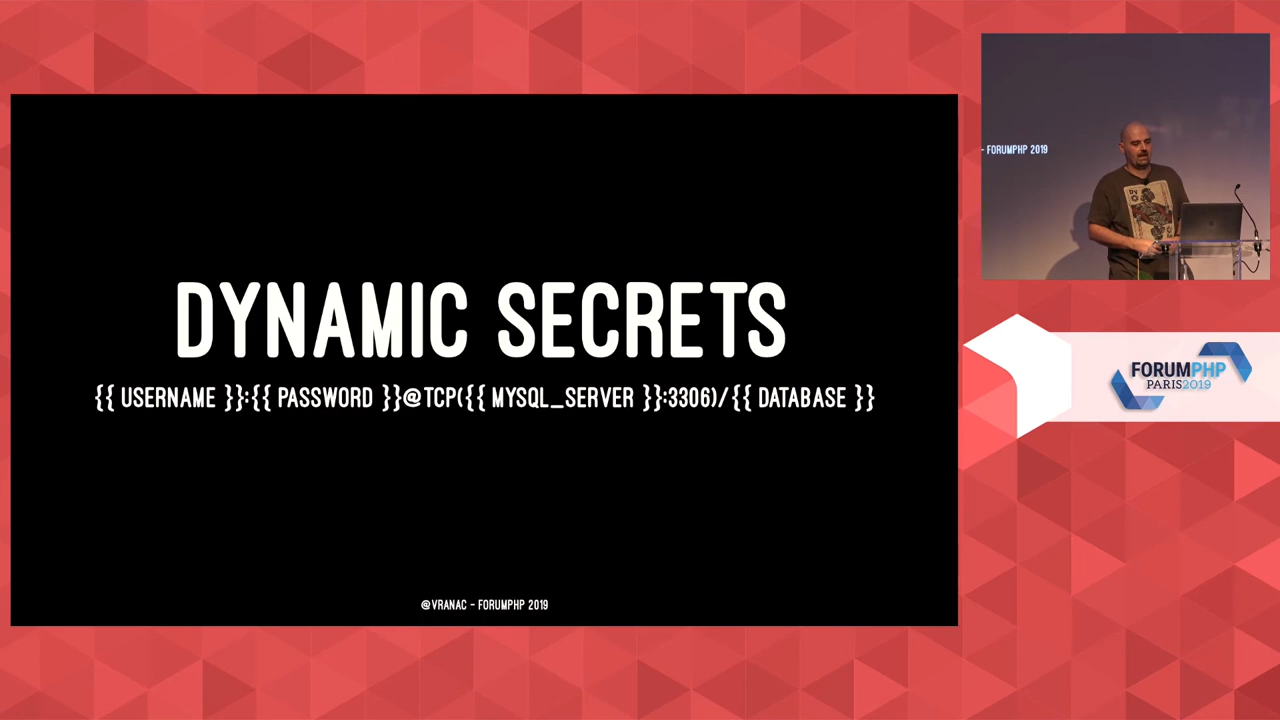 DYNAMIC SECRETS
{{ USERNAME }}:{{ PASSWORD }}@TCP({{ MYSQL_SERVER }}:3306)/{{ DATABASE }}
@VRANAC - FORUMPHP 2019
- FORUMPHP 2019
FORUMPHP
PARIS2019